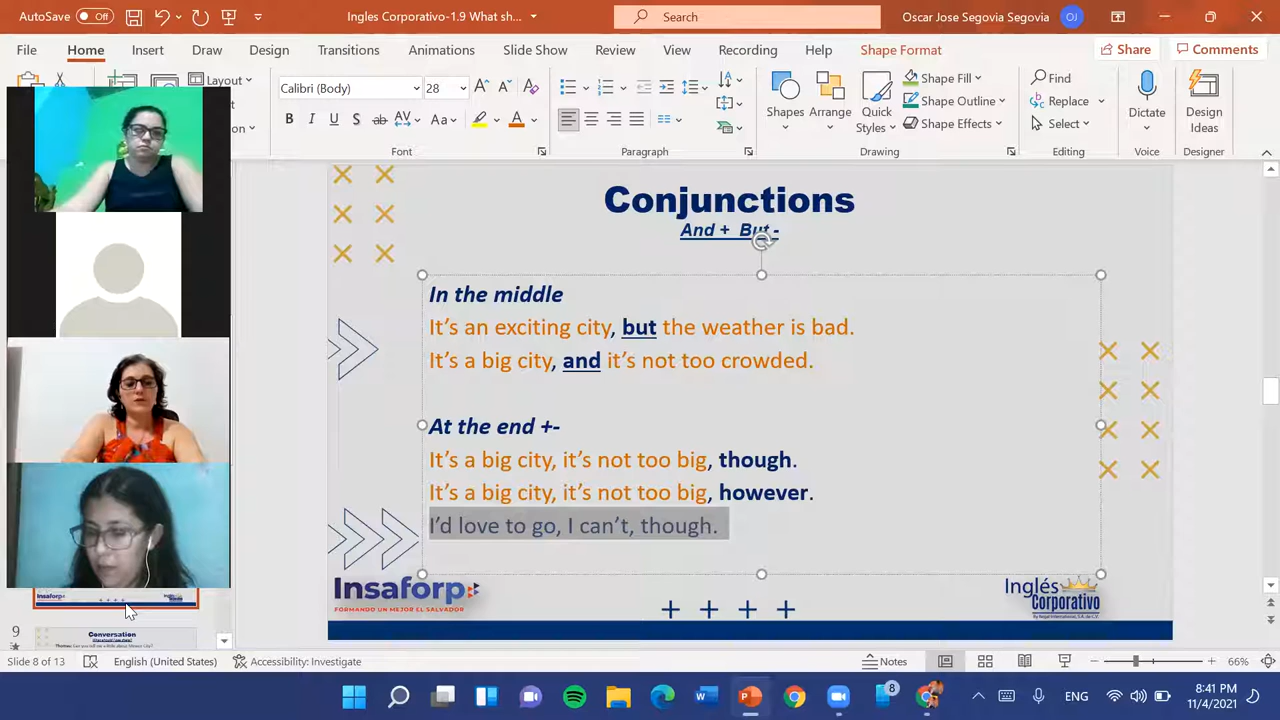 AutoSave Off Ingles Corporativo-1.9 What sh... Search Oscar Jose Segovia Segovia OJ
File Home Insert Draw Design Transitions Animations Slide Show Review View Recording Help Shape Format Share Comments
Layout Calibri (Body) 28 Shapes Arrange Quick Styles Shape Fill Shape Outline Shape Effects Find Replace Select Dictate Design Ideas
Font Paragraph Drawing Editing Voice Designer
Conjunctions
And + But -
In the middle
It's an exciting city, but the weather is bad.
It's a big city, and it's not too crowded.
At the end +-
It's a big city, it's not too big, though.
It's a big city, it's not too big, however.
I'd love to go, I can't, though.
Insaforp
FORMANDO UN MEJOR EL SALVADOR
Inglés
Corporativo
9
Conversation
Slide 8 of 13 English (United States) Accessibility: Investigate Notes 66%
8 ENG 8:41 PM
11/4/2021